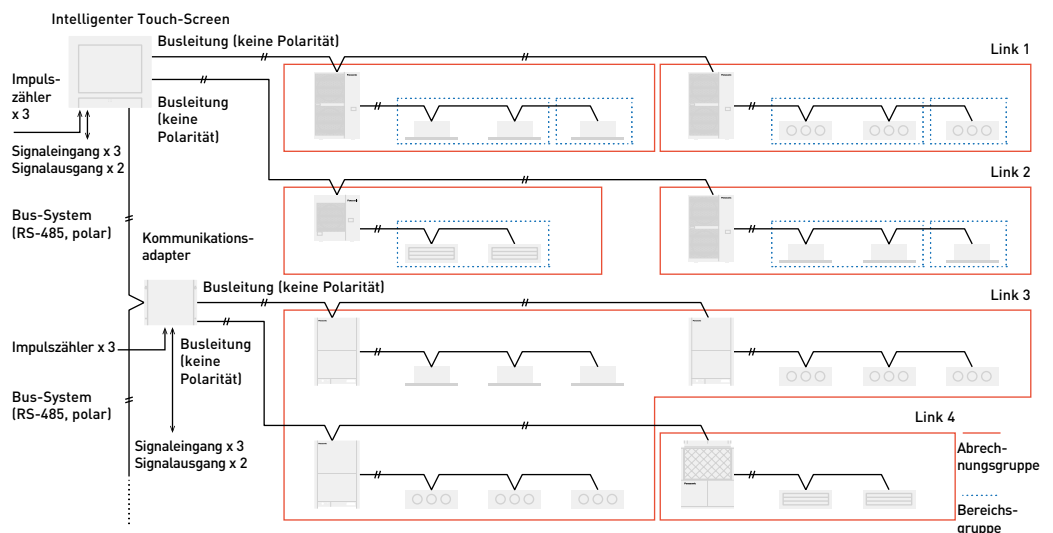 Intelligenter Touch-Screen
Busleitung (keine Polarität)
Link 1
Impuls-
zähler
x 3
Busleitung
(keine
Polarität)
Signaleingang x 3
Signalausgang x 2
Link 2
Bus-System
(RS-485, polar)
Kommunikations-
adapter
Busleitung (keine Polarität)
Link 3
Impulszähler x 3
Busleitung
(keine
Polarität)
Bus-System
(RS-485, polar)
Link 4
Signaleingang x 3
Signalausgang x 2
Abrech-
nungsgruppe
Bereichs-
gruppe